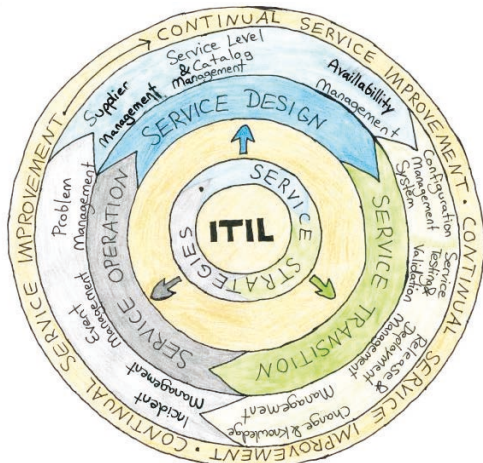 CONTINUAL SERVICE IMPROVEMENT ·
CONTINUAL SERVICE IMPROVEMENT ·
CONTINUAL SERVICE IMPROVEMENT
Supplier
Management
Service Level
& Catalog
Management
Availlability
Management
Configuration
Management
System
Service
Testing &
Validation
Release &
Deployment
Management
Change & Knowledge
Management
Incident
Management
Event
Management
Problem
Management
SERVICE DESIGN
SERVICE TRANSITION
SERVICE OPERATION
SERVICE
STRATEGIES
ITIL